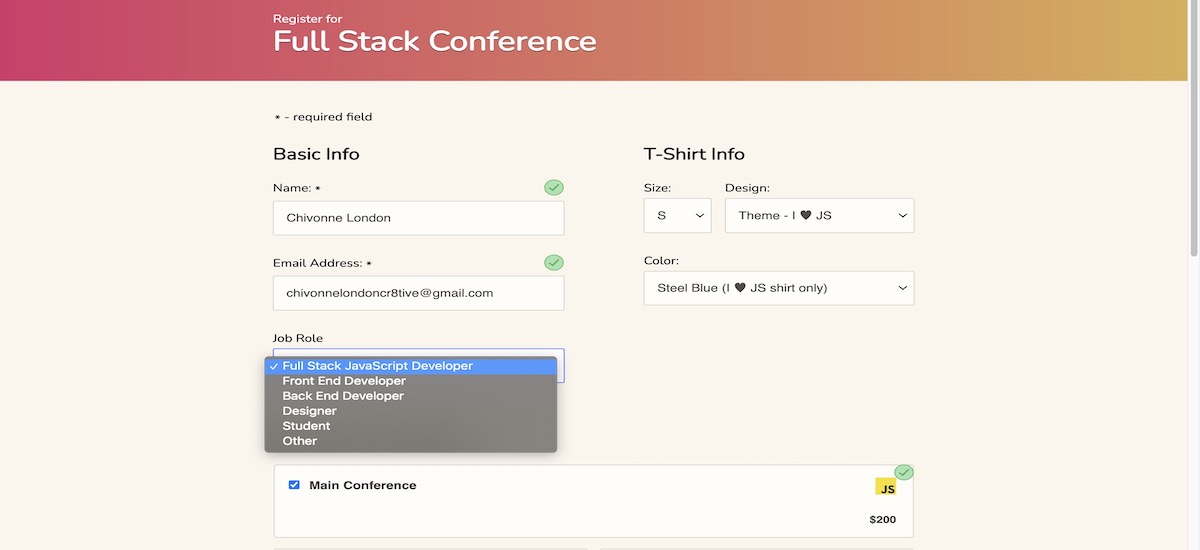 Register for
Full Stack Conference
* - required field
Basic Info
Name: *
Chivonne London
Email Address: *
chivonnelondoncr8tive@gmail.com
Job Role
✓ Full Stack JavaScript Developer
Front End Developer
Back End Developer
Designer
Student
Other
T-Shirt Info
Size:
S
Design:
Theme - I ♥ JS
Color:
Steel Blue (I ♥ JS shirt only)
Main Conference
JS
$200